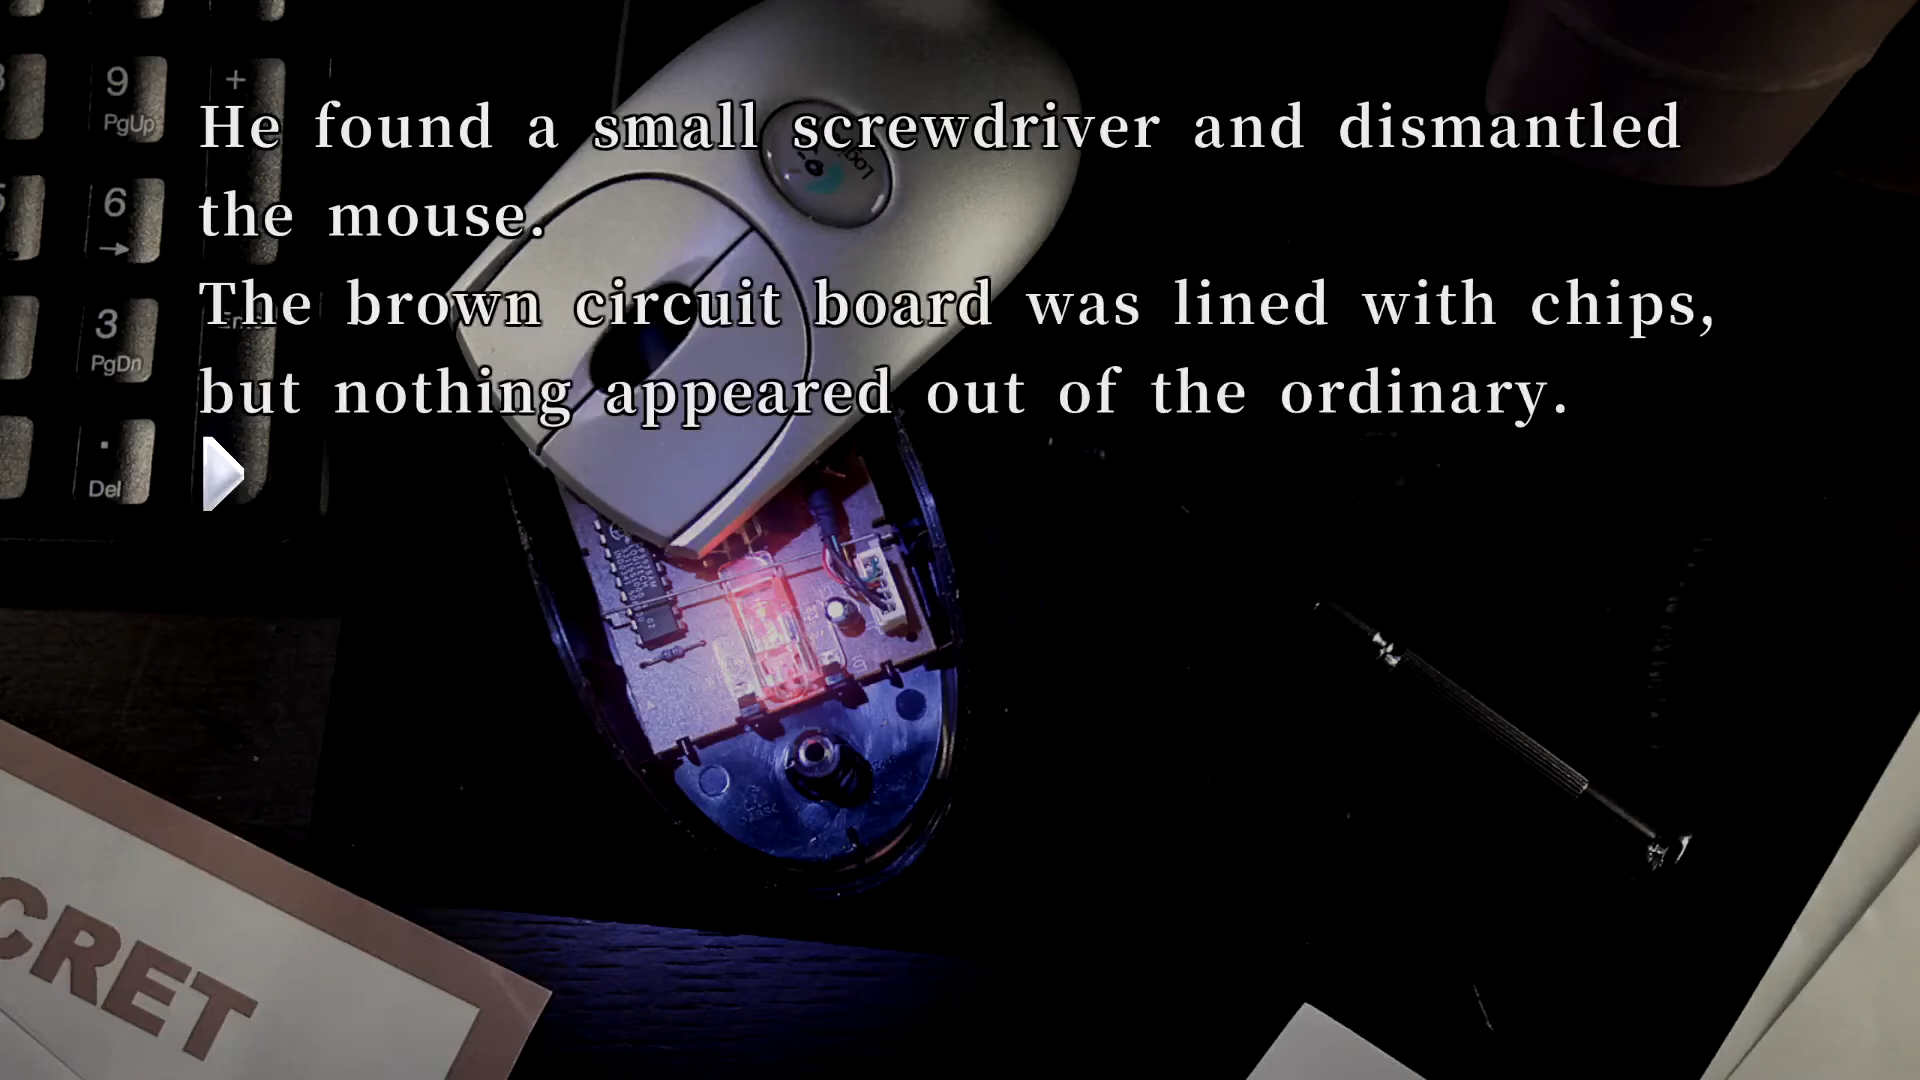 9
PgUp
+
6
→
3
PgDn
.
Del
He found a small screwdriver and dismantled
the mouse.
The brown circuit board was lined with chips,
but nothing appeared out of the ordinary.
CRET